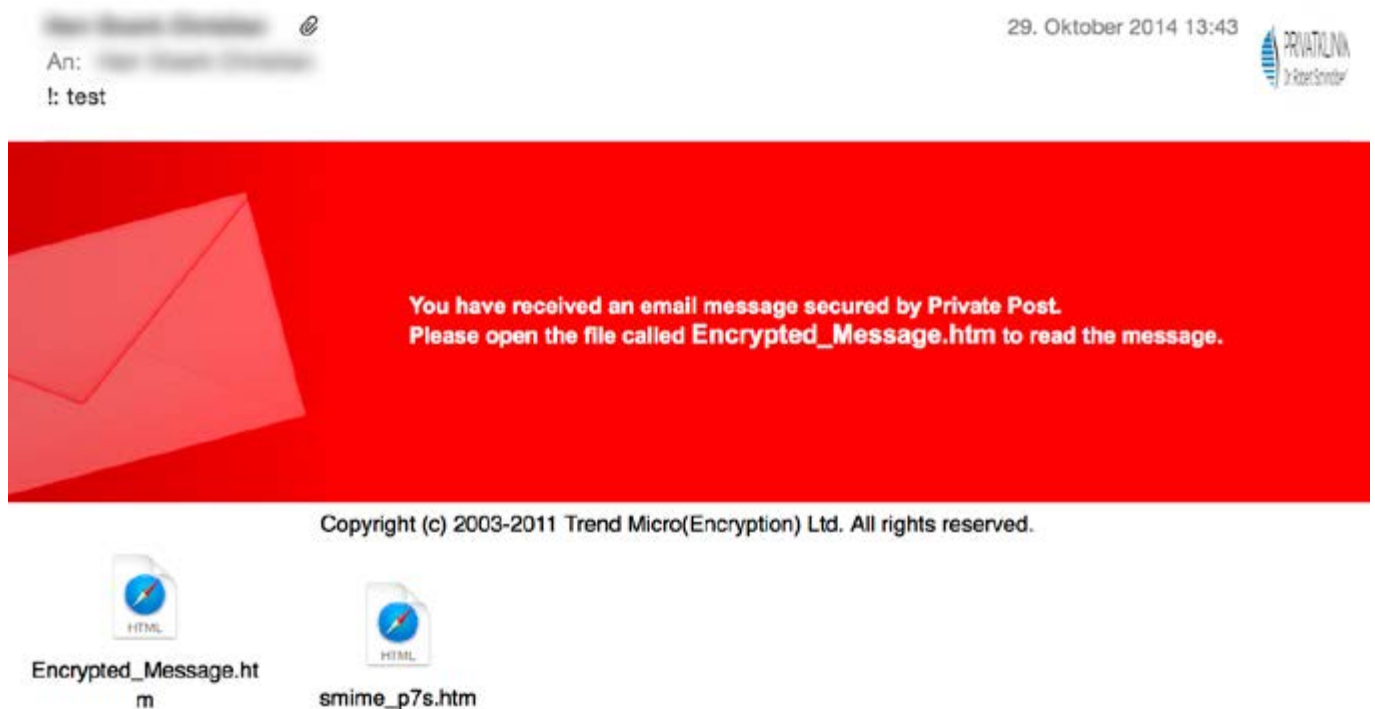 29. Oktober 2014 13:43
An:
!: test
PRIVATKLINIK
You have received an email message secured by Private Post.
Please open the file called Encrypted_Message.htm to read the message.
Copyright (c) 2003-2011 Trend Micro(Encryption) Ltd. All rights reserved.
HTML
Encrypted_Message.ht
m
HTML
smime_p7s.htm